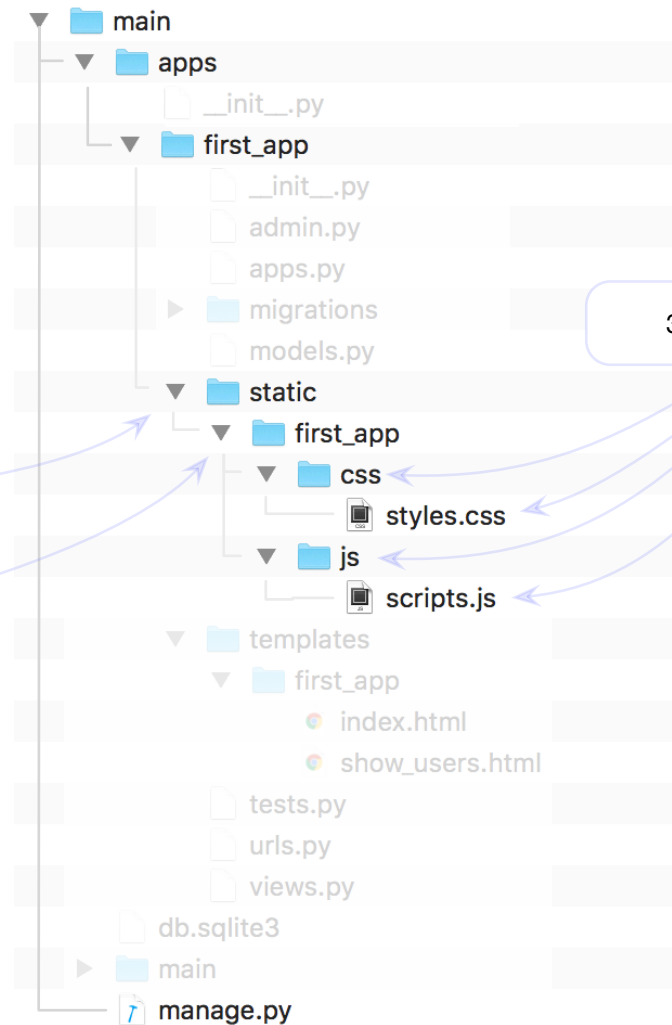 main
apps
__init__.py
first_app
__init__.py
admin.py
apps.py
migrations
models.py
static
first_app
css
styles.css
js
scripts.js
templates
first_app
index.html
show_users.html
tests.py
urls.py
views.py
db.sqlite3
main
manage.py